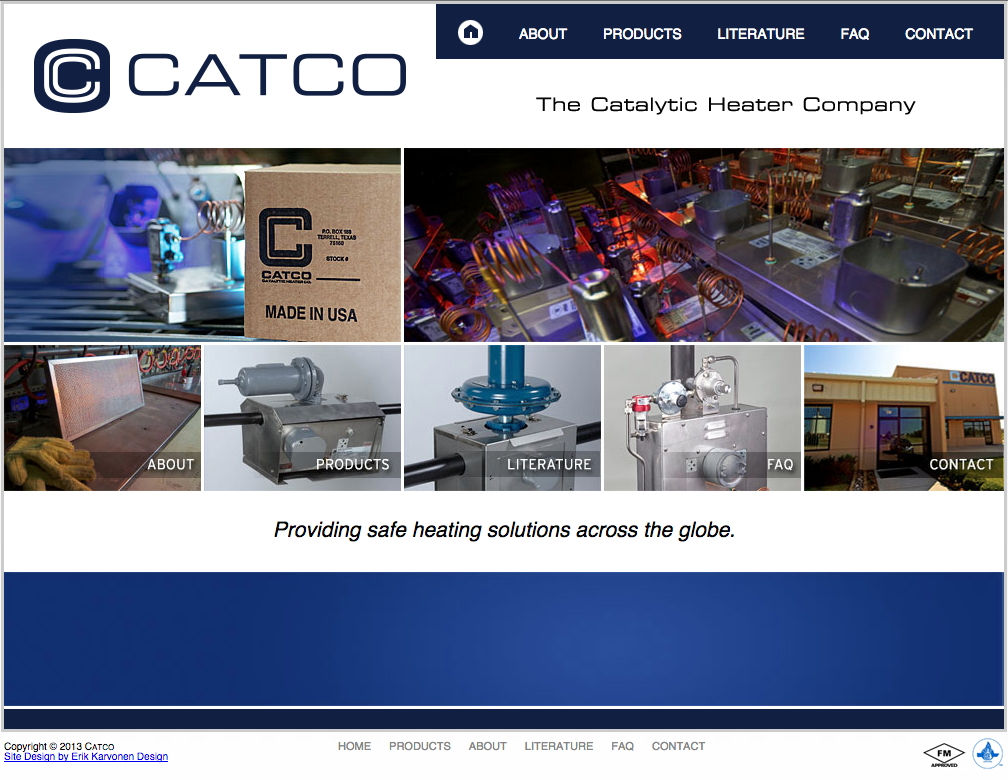 ABOUT PRODUCTS LITERATURE FAQ CONTACT
CATCO
The Catalytic Heater Company
P.O. BOX 189
TERRELL, TEXAS
75160
STOCK #
CATCO
CATALYTIC HEATER CO.
MADE IN USA
CATCO
ABOUT
PRODUCTS
LITERATURE
FAQ
CONTACT
Providing safe heating solutions across the globe.
HOME PRODUCTS ABOUT LITERATURE FAQ CONTACT
Copyright © 2013 CATCO
Site Design by Erik Karvonen Design
FM
APPROVED